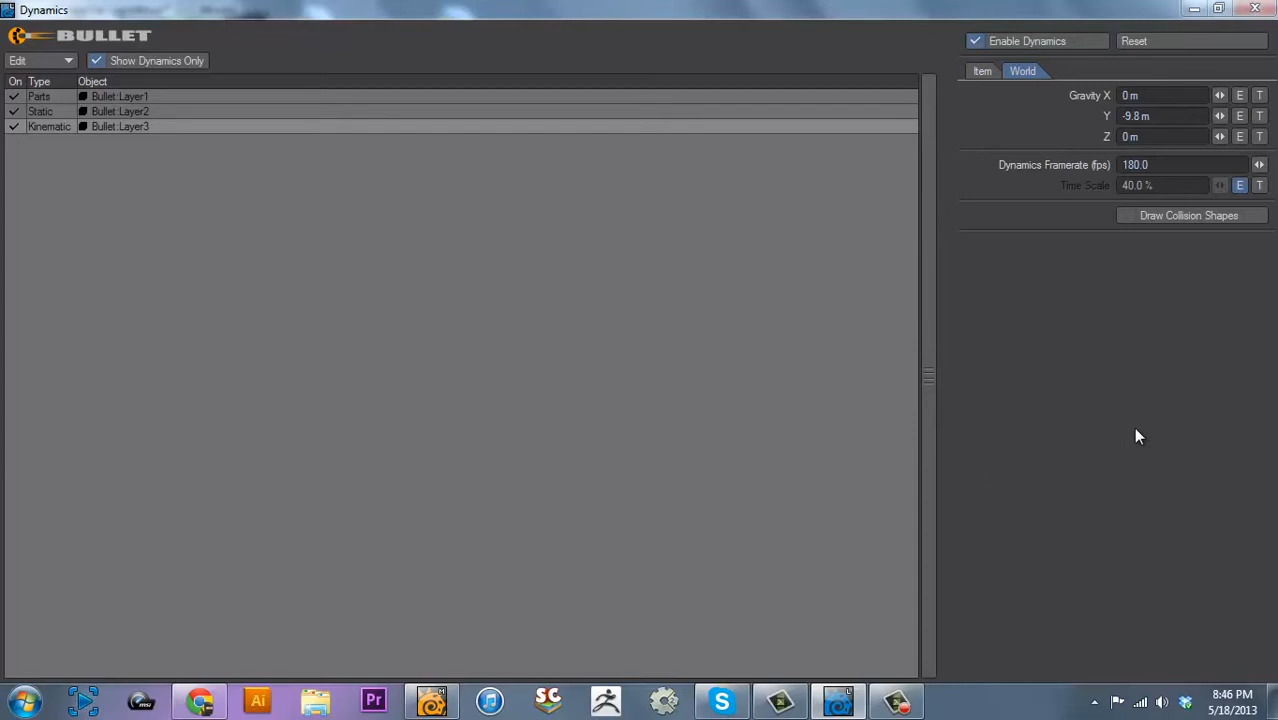 Dynamics
BULLET
Edit
Show Dynamics Only
Enable Dynamics
Reset
Item
World
On Type Object
Parts Bullet:Layer1
Static Bullet:Layer2
Kinematic Bullet:Layer3
Gravity X 0 m E T
Y -9.8 m E T
Z 0 m E T
Dynamics Framerate (fps) 180.0
Time Scale 40.0 % E T
Draw Collision Shapes
msi
Ai
Pr
M
SC
S
L
8:46 PM
5/18/2013